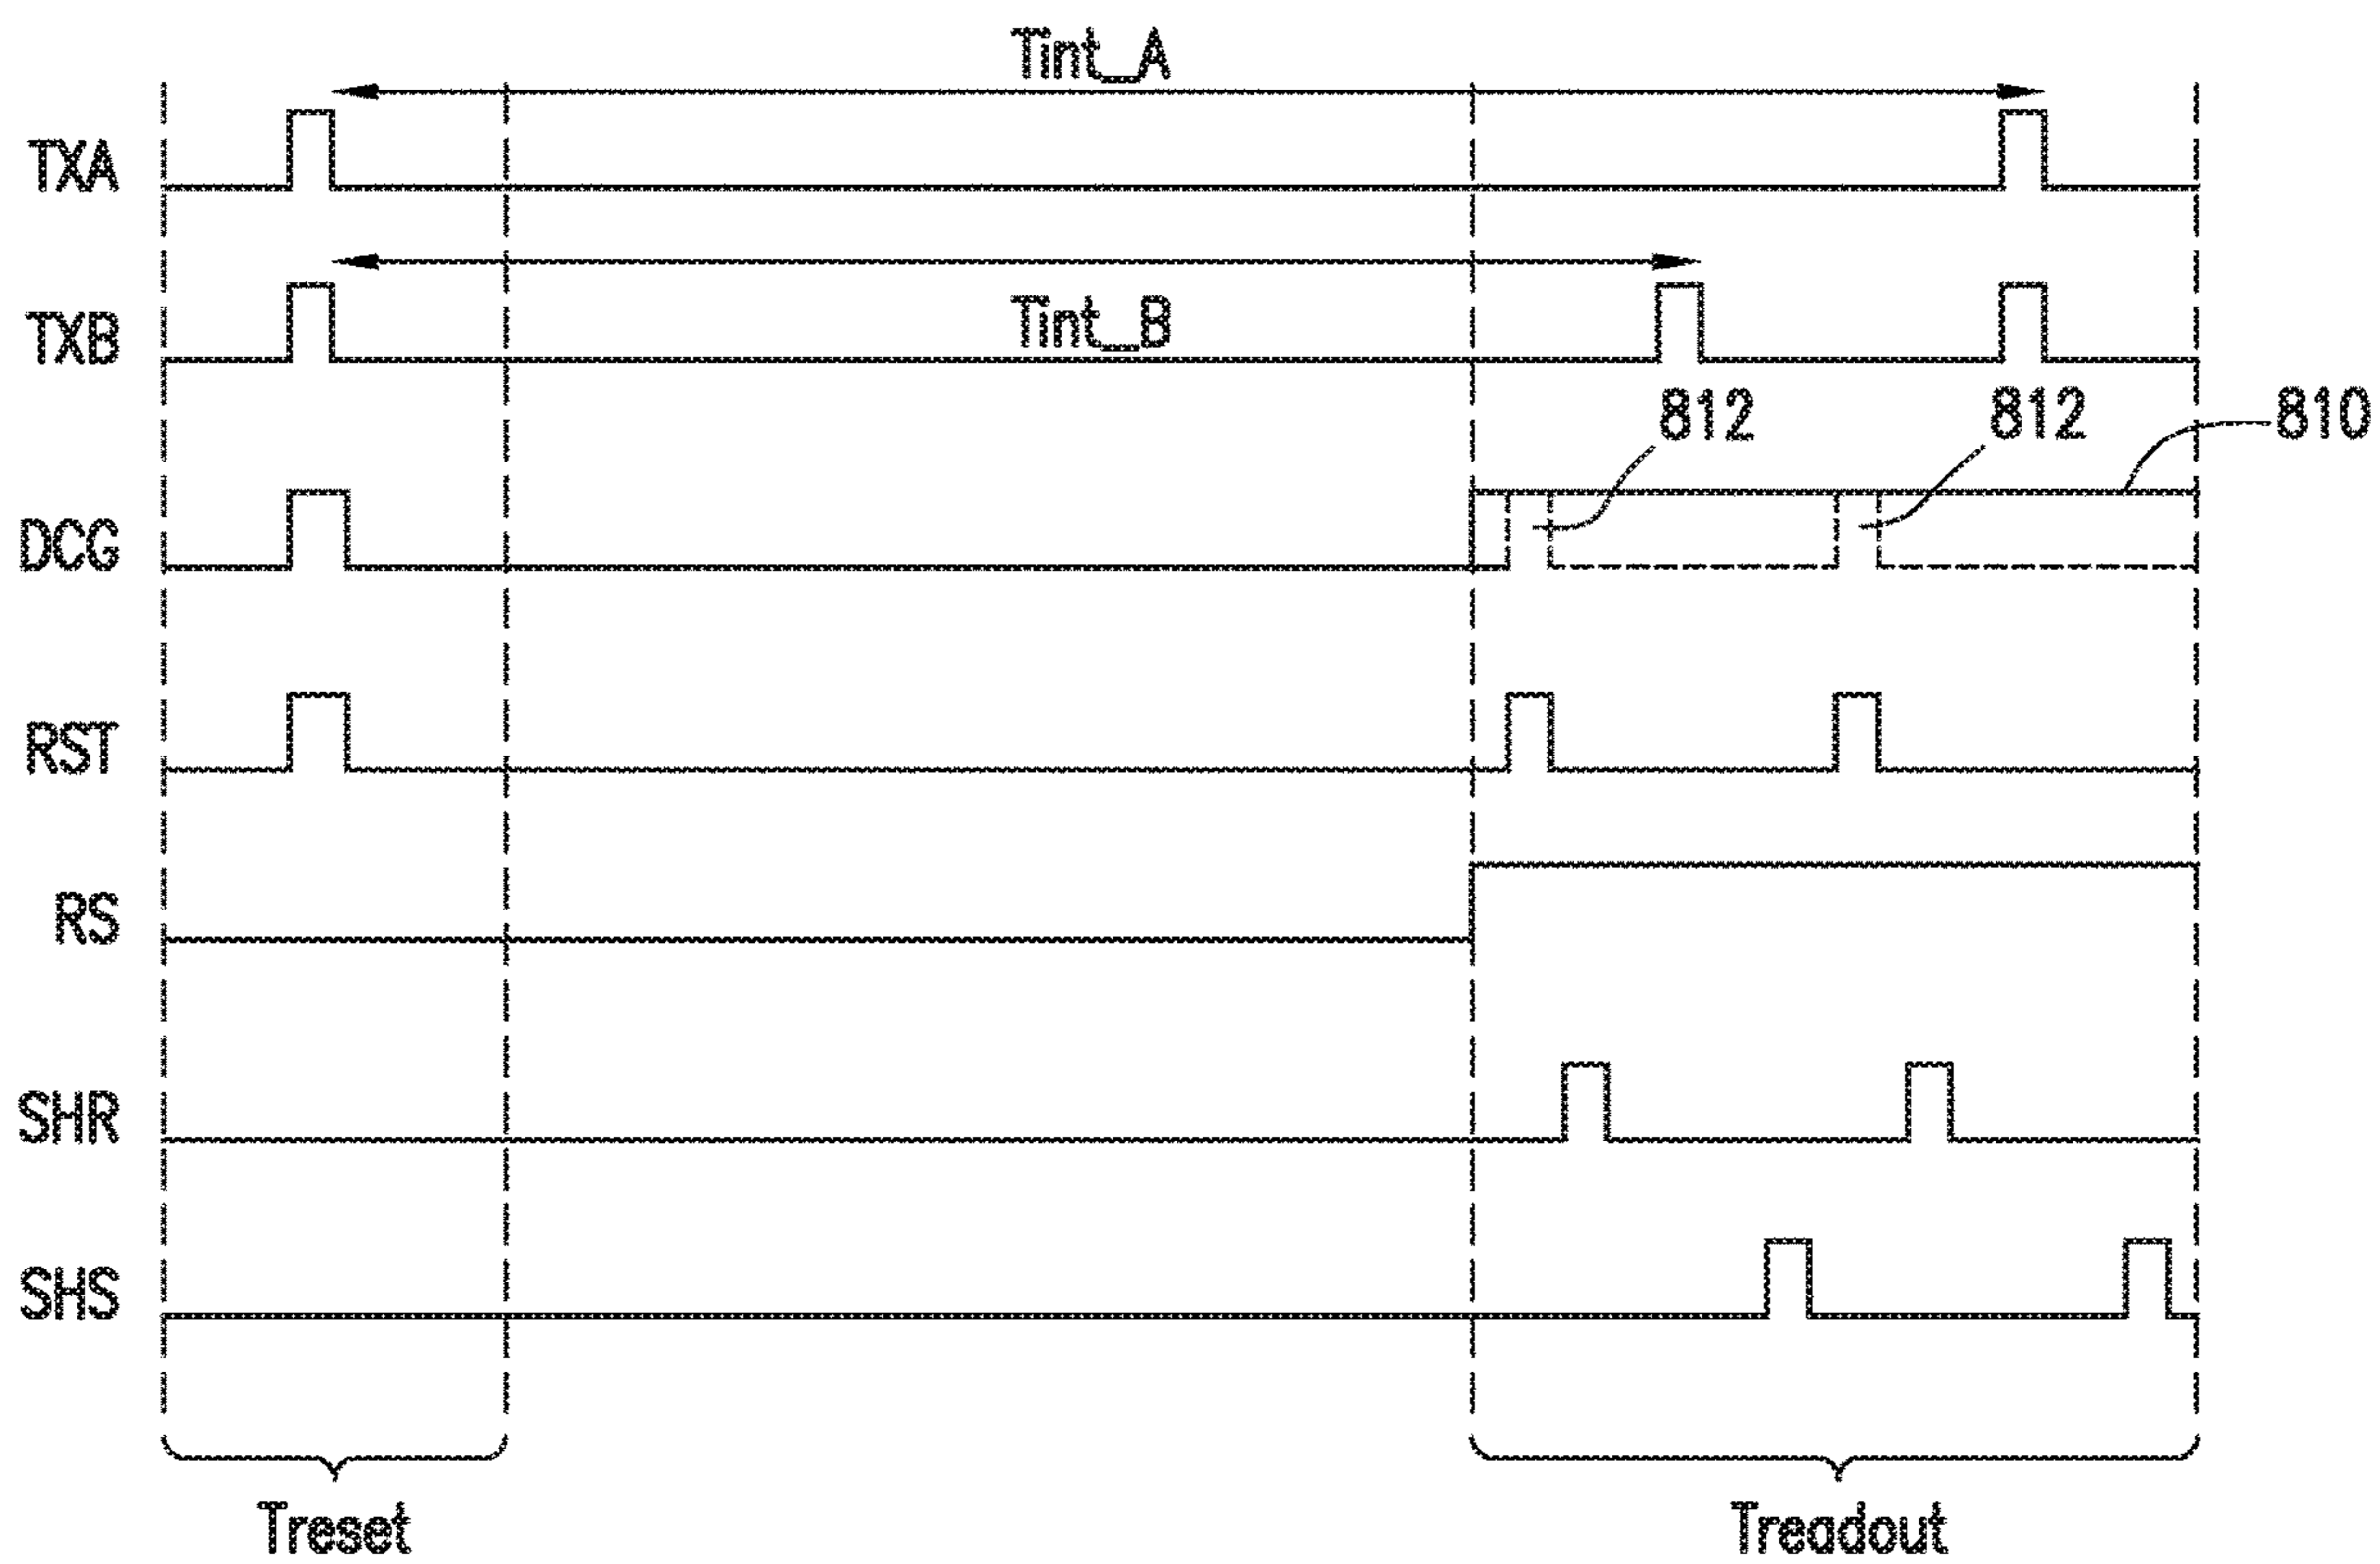 Tint_A
TXA
TXB
Tint_B
812
812
810
DCG
RST
RS
SHR
SHS
Treset
Treadout